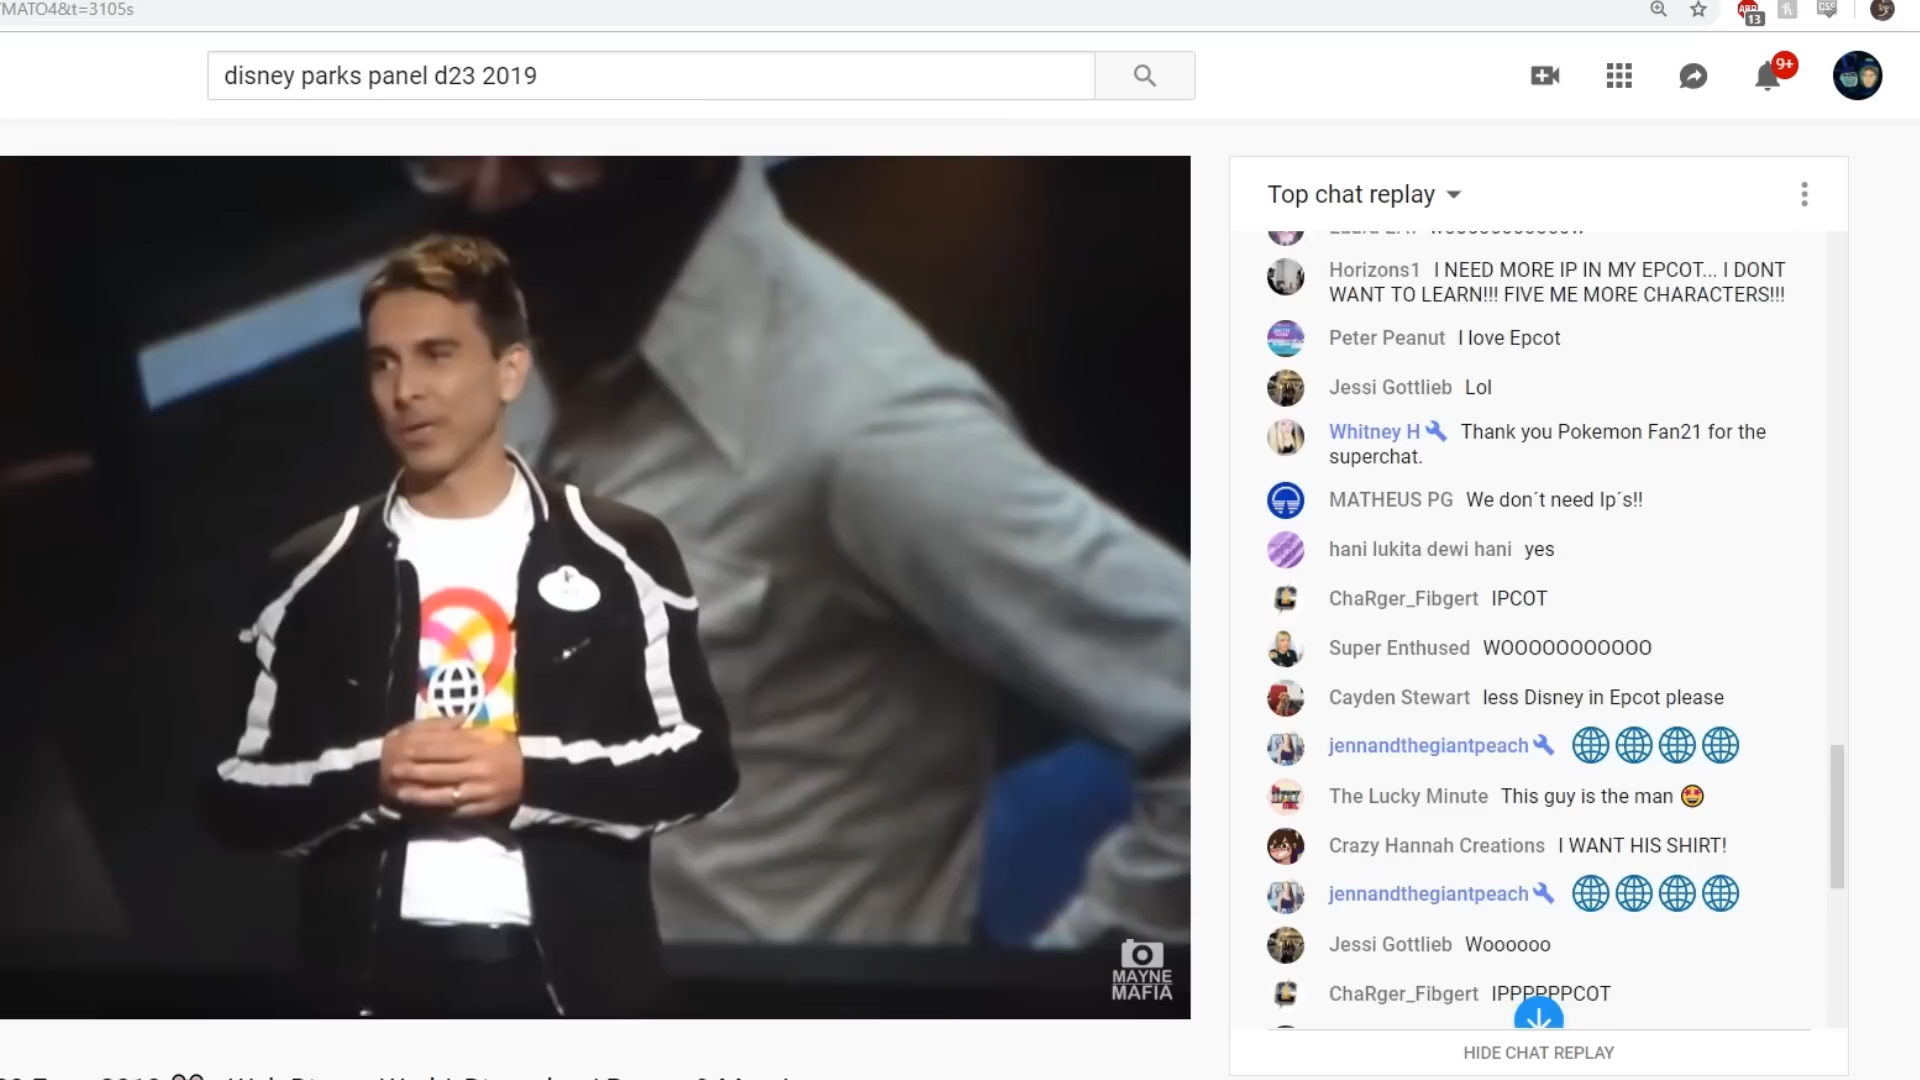 MATO4&t=3105s
13
CSS
disney parks panel d23 2019
9+
Top chat replay
Horizons1 I NEED MORE IP IN MY EPCOT... I DONT
WANT TO LEARN!!! FIVE ME MORE CHARACTERS!!!
Peter Peanut I love Epcot
Jessi Gottlieb Lol
Whitney H Thank you Pokemon Fan21 for the
superchat.
MATHEUS PG We don´t need Ip´s!!
hani lukita dewi hani yes
ChaRger_Fibgert IPCOT
Super Enthused WOOOOOOOOOOO
Cayden Stewart less Disney in Epcot please
jennandthegiantpeach
The Lucky Minute This guy is the man
Crazy Hannah Creations I WANT HIS SHIRT!
jennandthegiantpeach
Jessi Gottlieb Woooooo
ChaRger_Fibgert IPPPPPPCOT
MAYNE
MAFIA
HIDE CHAT REPLAY